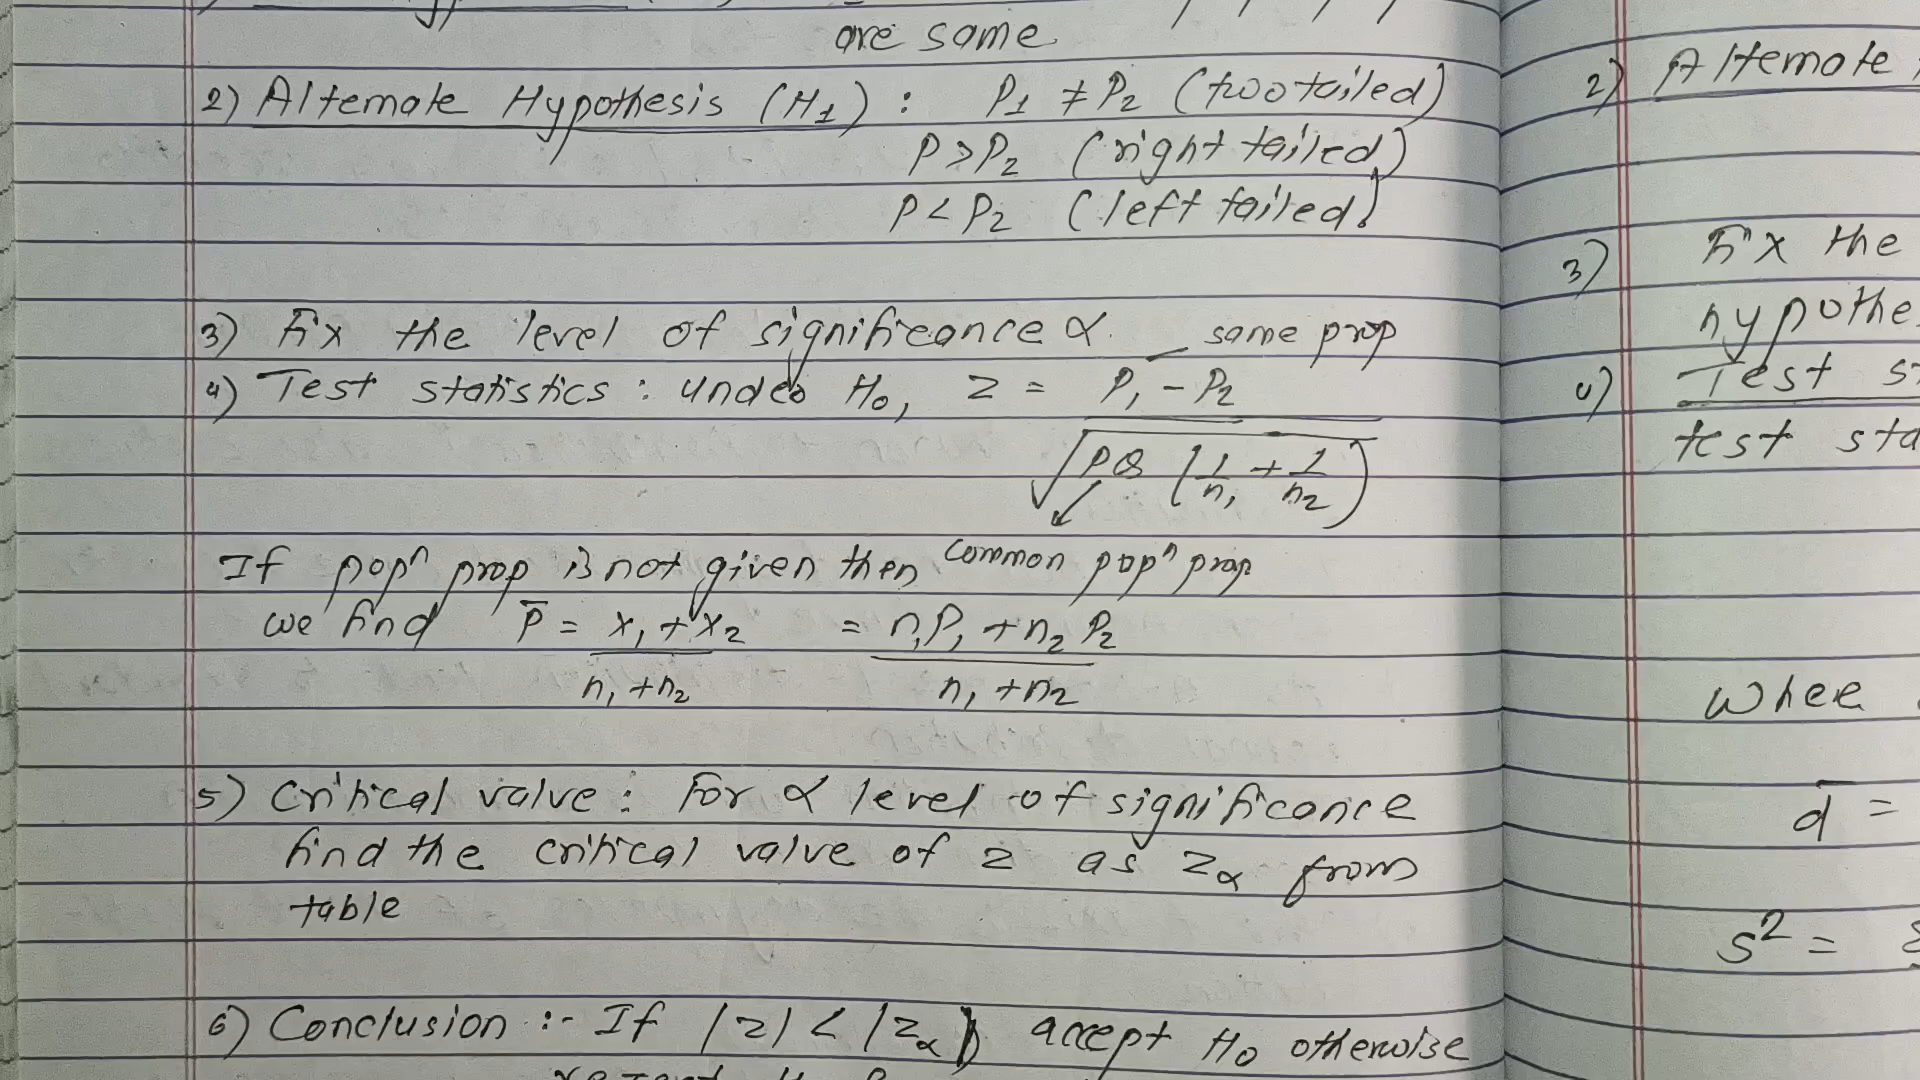 are same
2) Alternate Hypothesis (H1) : P1 ≠ P2 (two tailed)
P > P2 (right tailed)
P < P2 (left tailed)
3) Fix the level of significance α.
same prop
4) Test statistics : under Ho, z = P1 - P2
√PQ (1/n1 + 1/n2)
If popn prop is not given then
common popn prop
we find P̄ = x1 + x2 = n1P1 + n2P2
n1 + n2 n1 + n2
5) Critical value : For α level of significance
find the critical value of z as zα from
table
6) Conclusion :- If |z| < |zα| accept Ho otherwise
2) Alternate
3) Fix the
hypothe
4) Test st
test sta
Whee
d̄ =
s² =